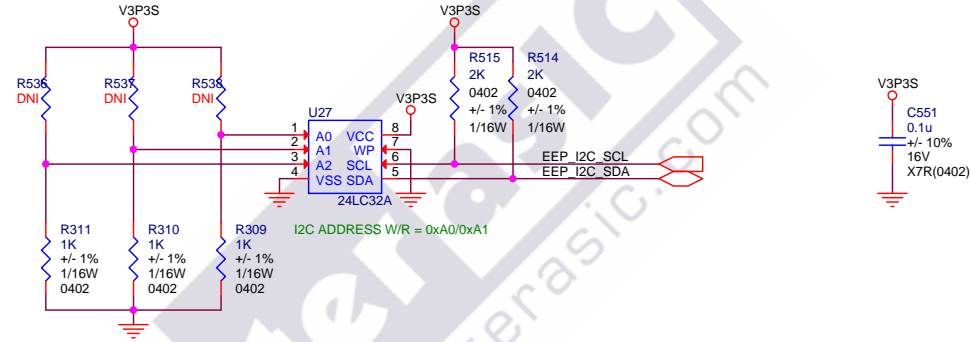 V3P3S
V3P3S
R536
DNI
R537
DNI
R538
DNI
R515
2K
0402
+/- 1%
1/16W
R514
2K
0402
+/- 1%
1/16W
V3P3S
C551
0.1u
+/- 10%
16V
X7R(0402)
V3P3S
U27
1 A0 VCC 8
2 A1 WP 7
3 A2 SCL 6
4 VSS SDA 5
24LC32A
EEP_I2C_SCL
EEP_I2C_SDA
I2C ADDRESS W/R = 0xA0/0xA1
R311
1K
+/- 1%
1/16W
0402
R310
1K
+/- 1%
1/16W
0402
R309
1K
+/- 1%
1/16W
0402
terasic
terasic.com